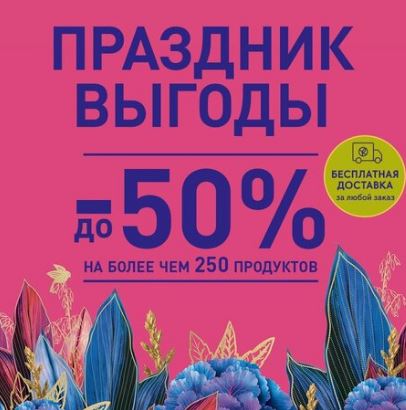 ПРАЗДНИК
ВЫГОДЫ
до -50%
НА БОЛЕЕ ЧЕМ 250 ПРОДУКТОВ
БЕСПЛАТНАЯ
ДОСТАВКА
за любой заказ